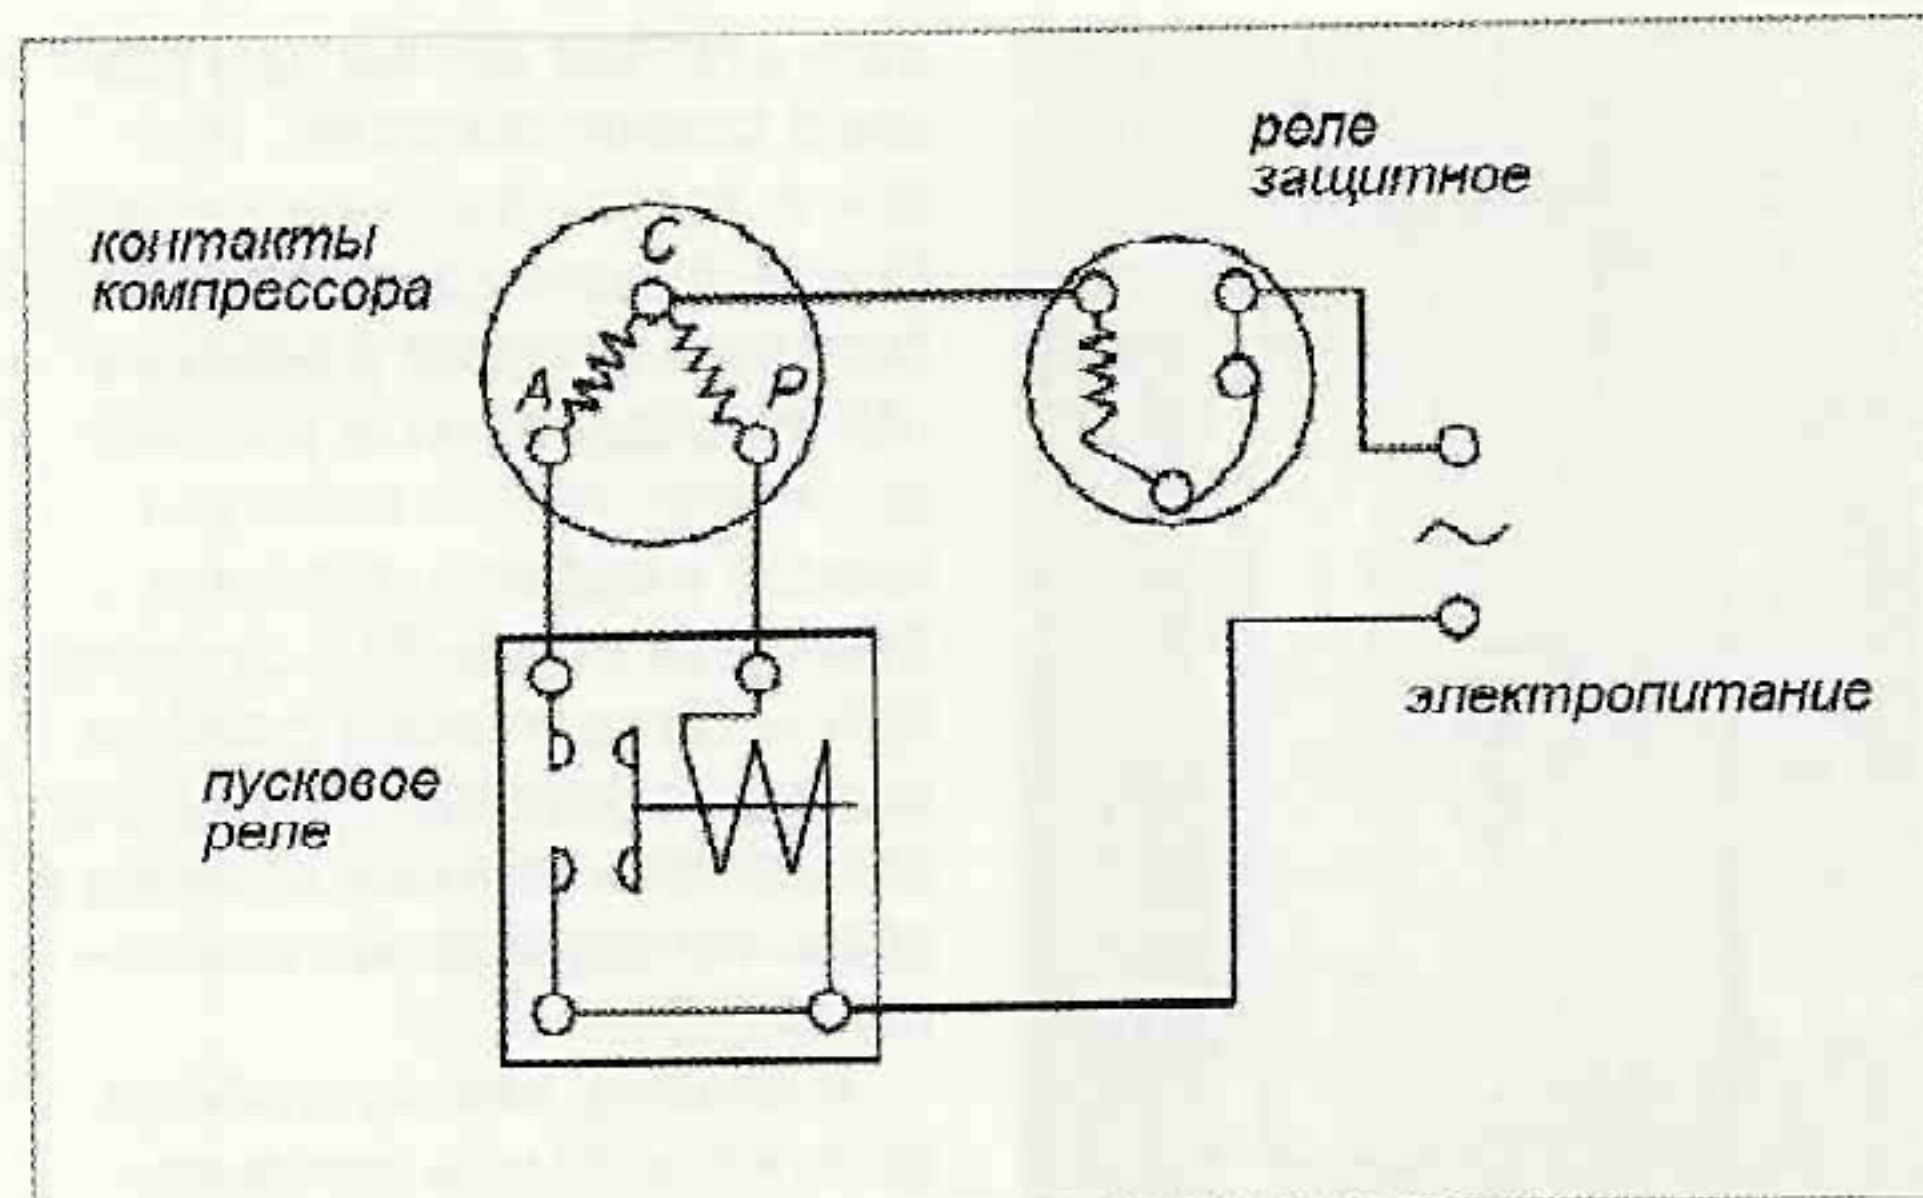 реле
защитное
контакты
компрессора
C
A
P
~
электропитание
пусковое
реле